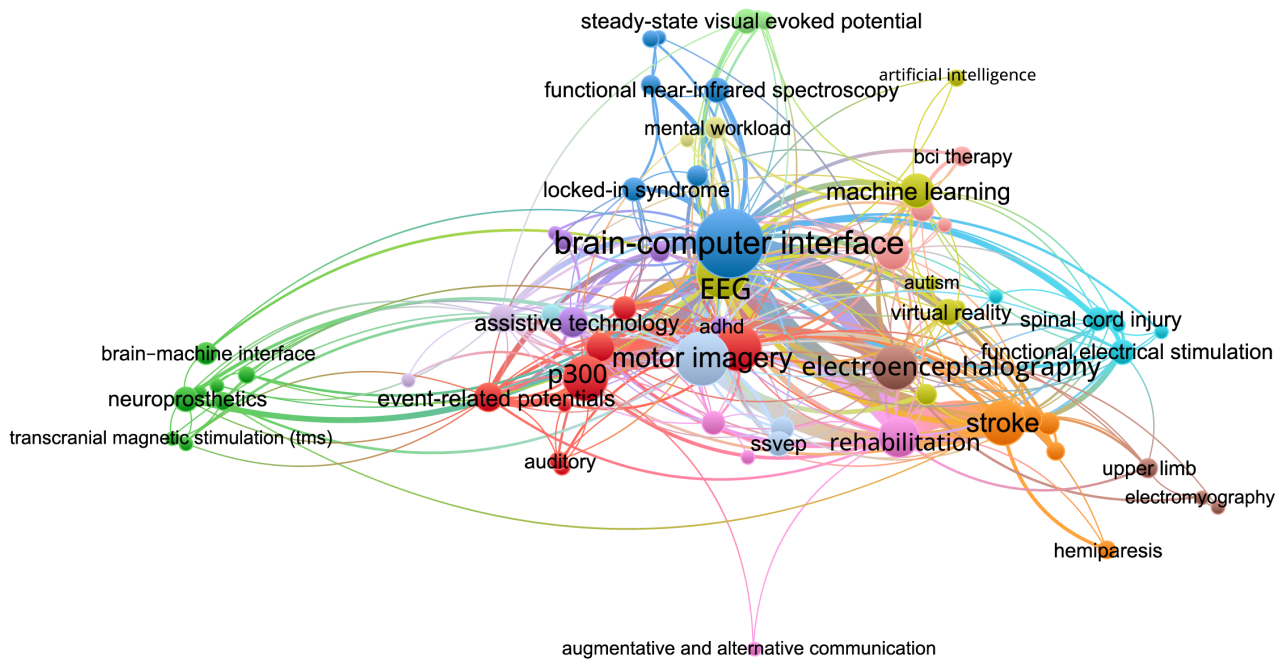 steady-state visual evoked potential
artificial intelligence
functional near-infrared spectroscopy
mental workload
bci therapy
locked-in syndrome
machine learning
brain-computer interface
EEG
autism
virtual reality
spinal cord injury
assistive technology
adhd
brain-machine interface
motor imagery
functional electrical stimulation
electroencephalography
p300
neuroprosthetics
event-related potentials
stroke
transcranial magnetic stimulation (tms)
ssvep
rehabilitation
auditory
upper limb
electromyography
hemiparesis
augmentative and alternative communication